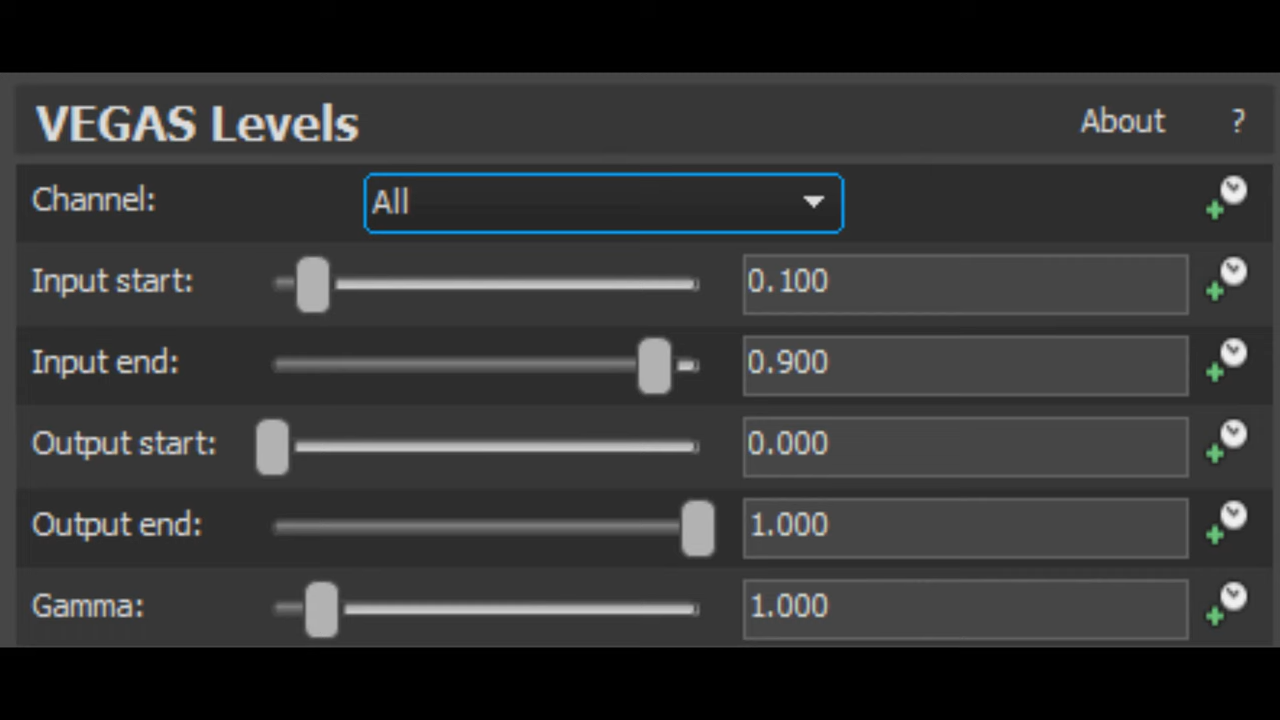 VEGAS Levels About ?
Channel: All
Input start: 0.100
Input end: 0.900
Output start: 0.000
Output end: 1.000
Gamma: 1.000